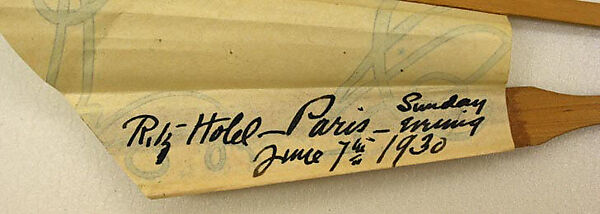 Ritz Hotel – Paris – Sunday evening
June 7th 1930